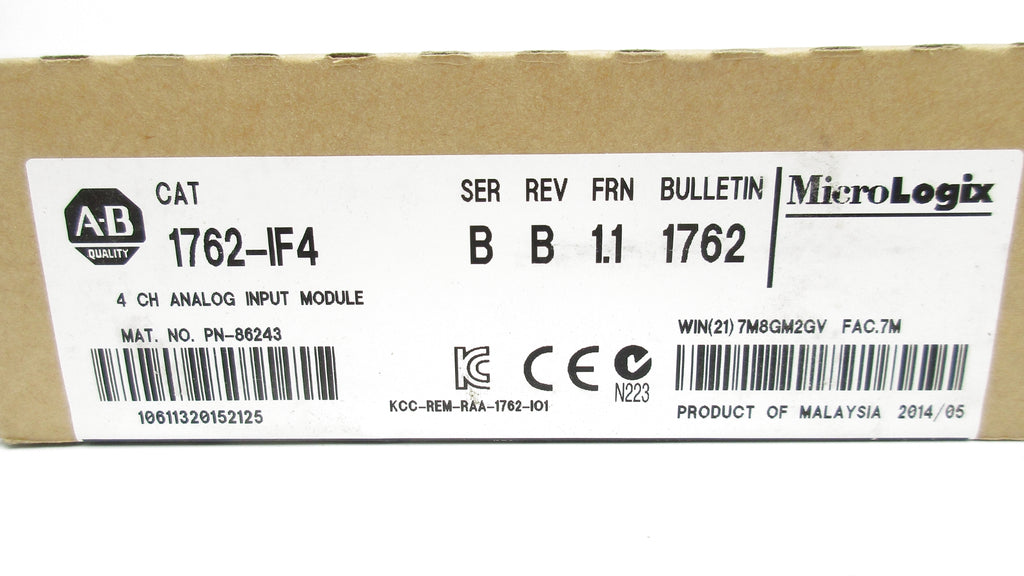 CAT
A-B
QUALITY
1762-IF4
4 CH ANALOG INPUT MODULE
MAT. NO. PN-86243
10611320152125
SER REV FRN BULLETIN
B B 1.1 1762
MicroLogix
KCC-REM-RAA-1762-IO1
CE
N223
WIN(21) 7M8GM2GV FAC.7M
PRODUCT OF MALAYSIA 2014/05